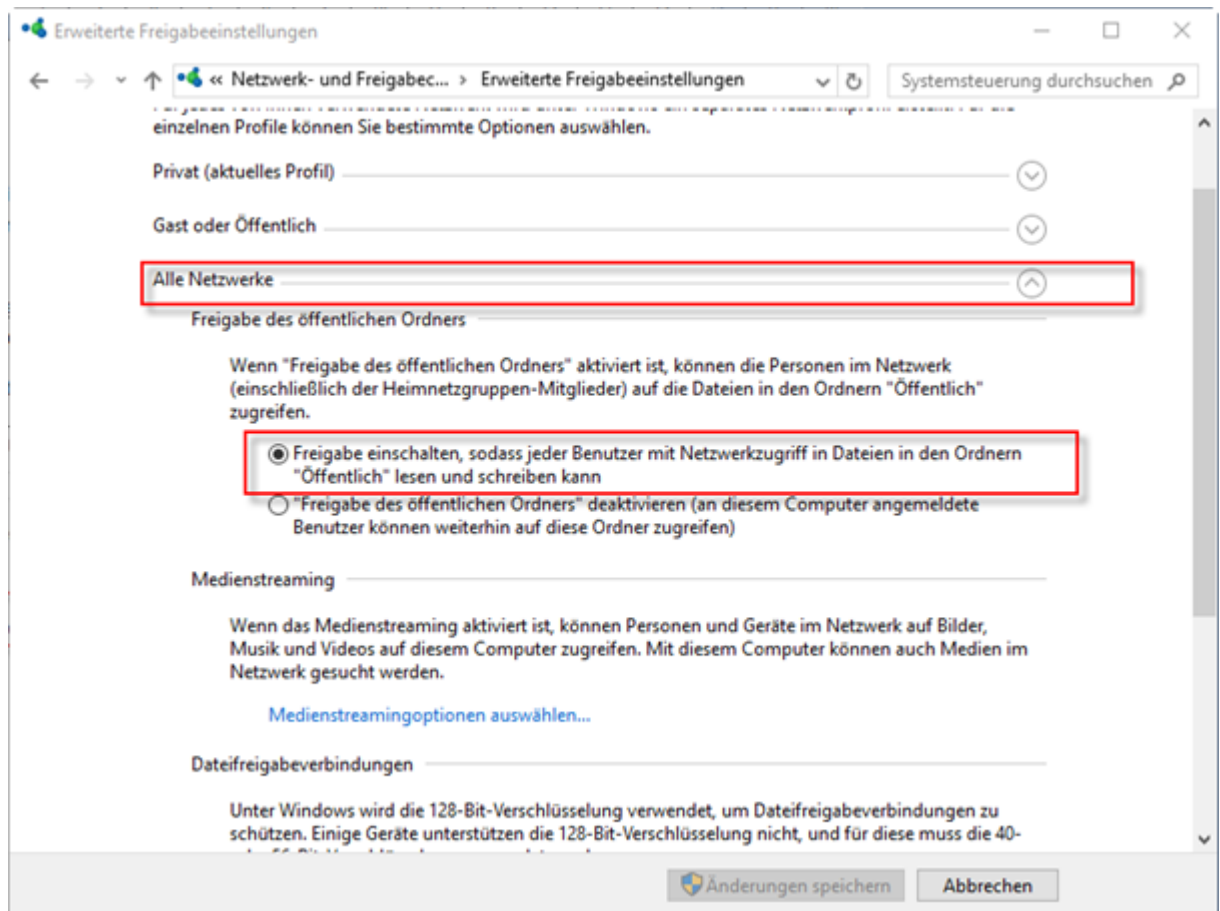 Erweiterte Freigabeeinstellungen
« Netzwerk- und Freigabec... › Erweiterte Freigabeeinstellungen
Systemsteuerung durchsuchen
einzelnen Profile können Sie bestimmte Optionen auswählen.
Privat (aktuelles Profil)
Gast oder Öffentlich
Alle Netzwerke
Freigabe des öffentlichen Ordners
Wenn "Freigabe des öffentlichen Ordners" aktiviert ist, können die Personen im Netzwerk
(einschließlich der Heimnetzgruppen-Mitglieder) auf die Dateien in den Ordnern "Öffentlich"
zugreifen.
Freigabe einschalten, sodass jeder Benutzer mit Netzwerkzugriff in Dateien in den Ordnern
"Öffentlich" lesen und schreiben kann
"Freigabe des öffentlichen Ordners" deaktivieren (an diesem Computer angemeldete
Benutzer können weiterhin auf diese Ordner zugreifen)
Medienstreaming
Wenn das Medienstreaming aktiviert ist, können Personen und Geräte im Netzwerk auf Bilder,
Musik und Videos auf diesem Computer zugreifen. Mit diesem Computer können auch Medien im
Netzwerk gesucht werden.
Medienstreamingoptionen auswählen...
Dateifreigabeverbindungen
Unter Windows wird die 128-Bit-Verschlüsselung verwendet, um Dateifreigabeverbindungen zu
schützen. Einige Geräte unterstützen die 128-Bit-Verschlüsselung nicht, und für diese muss die 40-
Änderungen speichern
Abbrechen